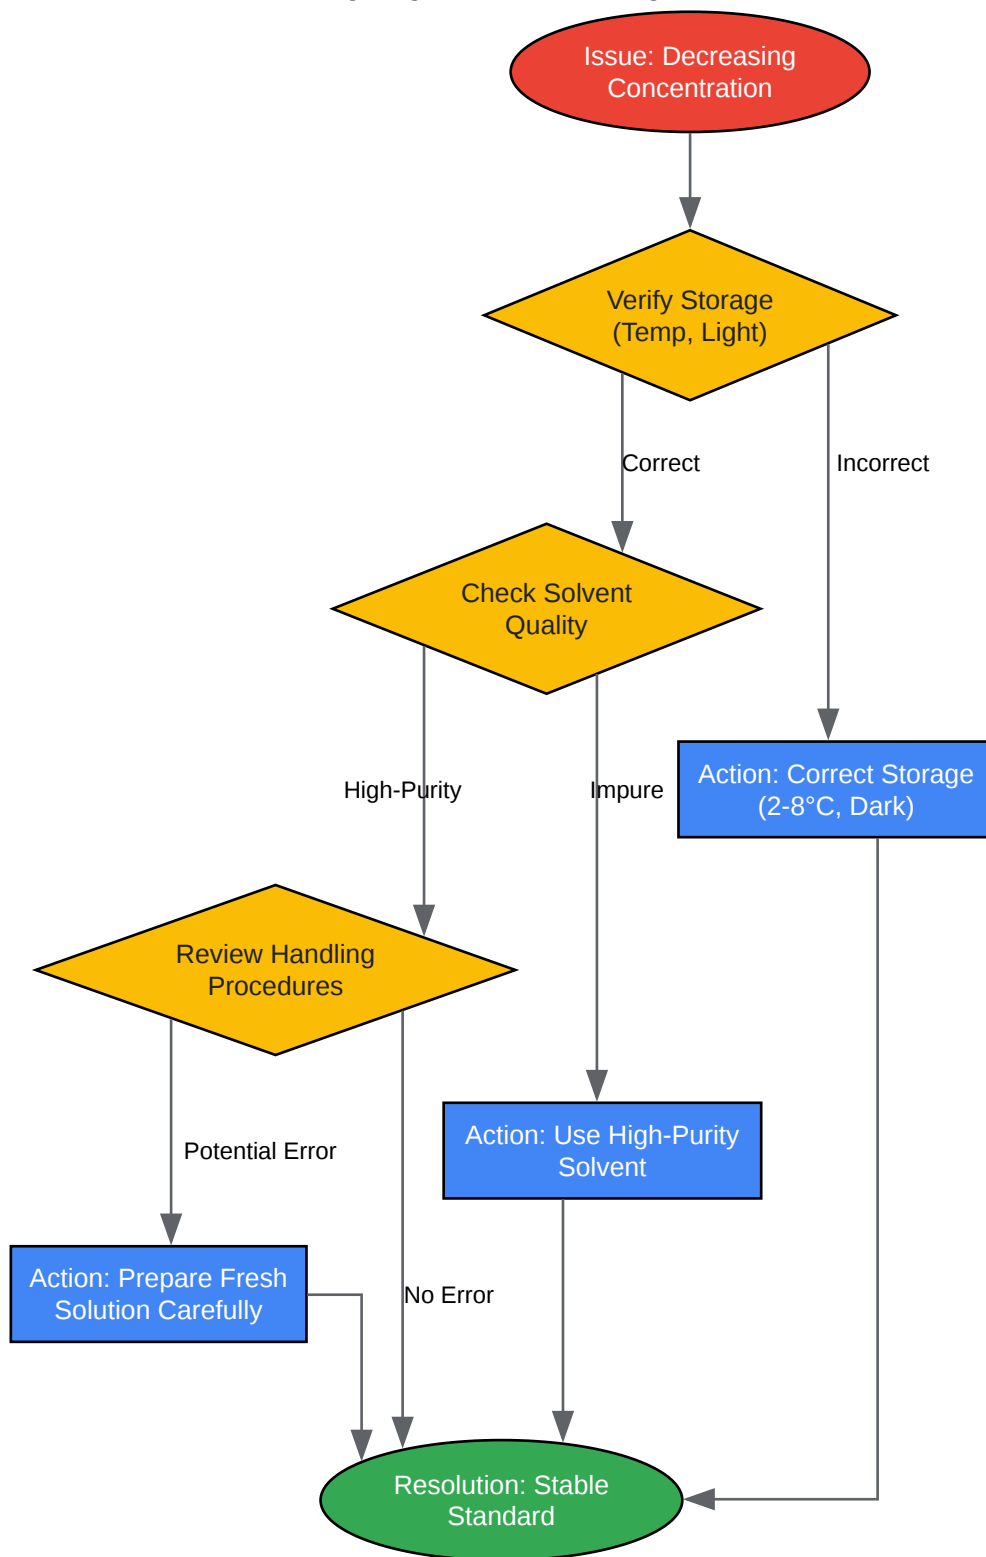 Issue: Decreasing
Concentration
Verify Storage
(Temp, Light)
Correct
Incorrect
Check Solvent
Quality
High-Purity
Impure
Action: Correct Storage
(2-8°C, Dark)
Review Handling
Procedures
Potential Error
Action: Use High-Purity
Solvent
Action: Prepare Fresh
Solution Carefully
No Error
Resolution: Stable
Standard